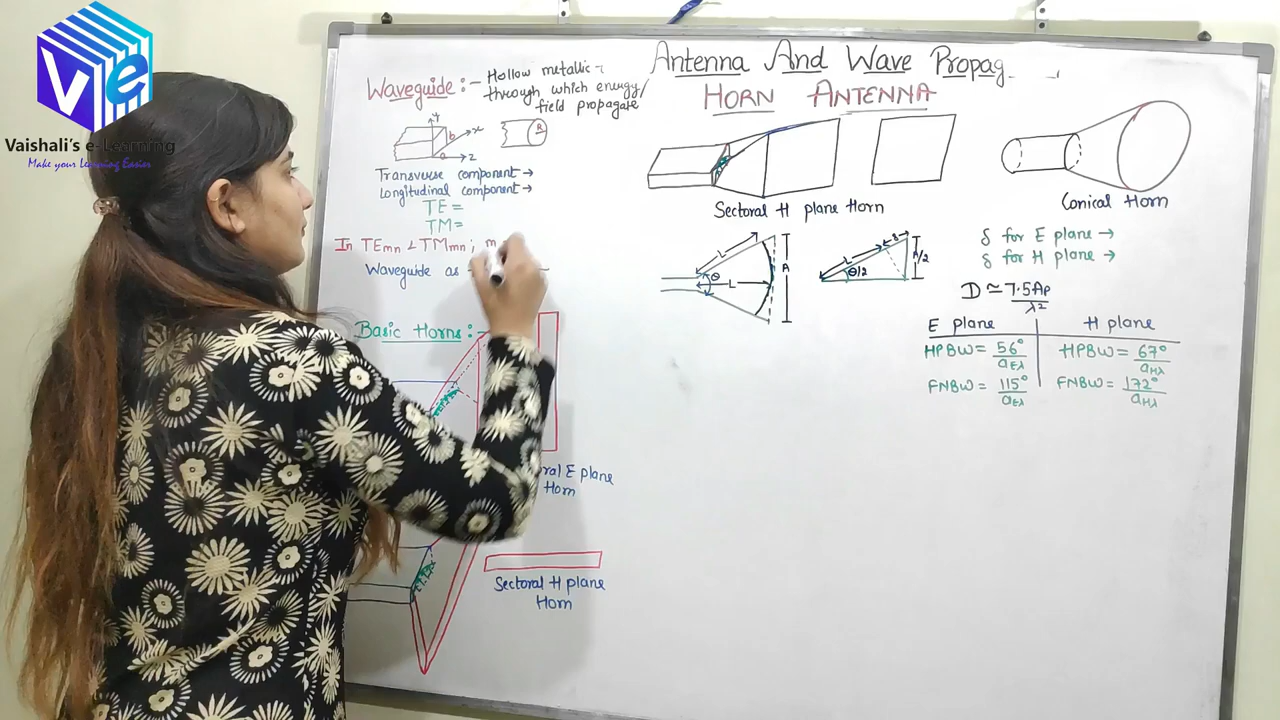 Ve
Vaishali's e-Learning
Make your Learning Easier
Antenna And Wave Propag
HORN ANTENNA
Waveguide :- Hollow metallic
through which energy/
field propagate
y
b x
a z
R
Transverse component →
Longitudinal component →
TE =
TM =
In TEmn & TMmn; m
Waveguide as
Basic Horns :-
ral E plane
Horn
Sectoral H plane
Horn
Sectoral H plane Horn
Conical Horn
L
θ
L
A
L
δ
θ/2
A/2
δ for E plane →
δ for H plane →
D ≃ 7.5Ap/λ²
E plane H plane
HPBW = 56°/aEλ HPBW = 67°/aHλ
FNBW = 115°/aEλ FNBW = 172°/aHλ